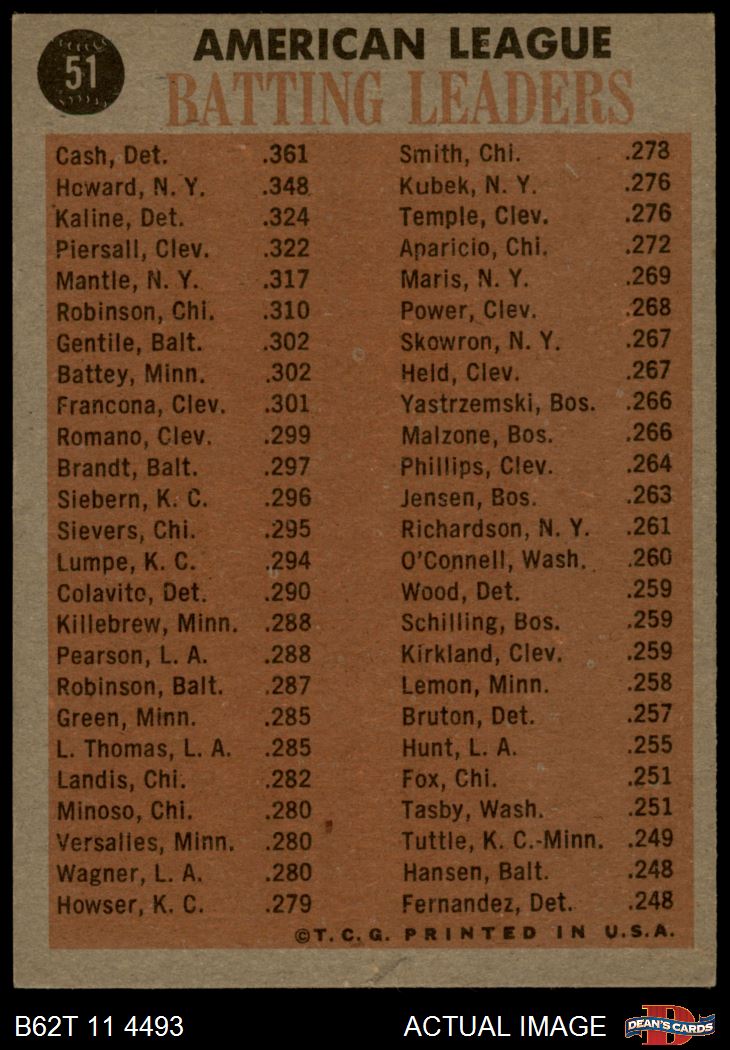 51
AMERICAN LEAGUE
BATTING LEADERS
Cash, Det. .361
Howard, N. Y. .348
Kaline, Det. .324
Piersall, Clev. .322
Mantle, N. Y. .317
Robinson, Chi. .310
Gentile, Balt. .302
Battey, Minn. .302
Francona, Clev. .301
Romano, Clev. .299
Brandt, Balt. .297
Siebern, K. C. .296
Sievers, Chi. .295
Lumpe, K. C. .294
Colavito, Det. .290
Killebrew, Minn. .288
Pearson, L. A. .288
Robinson, Balt. .287
Green, Minn. .285
L. Thomas, L. A. .285
Landis, Chi. .282
Minoso, Chi. .280
Versalles, Minn. .280
Wagner, L. A. .280
Howser, K. C. .279
Smith, Chi. .278
Kubek, N. Y. .276
Temple, Clev. .276
Aparicio, Chi. .272
Maris, N. Y. .269
Power, Clev. .268
Skowron, N. Y. .267
Held, Clev. .267
Yastrzemski, Bos. .266
Malzone, Bos. .266
Phillips, Clev. .264
Jensen, Bos. .263
Richardson, N. Y. .261
O'Connell, Wash. .260
Wood, Det. .259
Schilling, Bos. .259
Kirkland, Clev. .259
Lemon, Minn. .258
Bruton, Det. .257
Hunt, L. A. .255
Fox, Chi. .251
Tasby, Wash. .251
Tuttle, K. C.-Minn. .249
Hansen, Balt. .248
Fernandez, Det. .248
©T. C. G. PRINTED IN U.S.A.
B62T 11 4493 ACTUAL IMAGE
DEAN'S CARDS